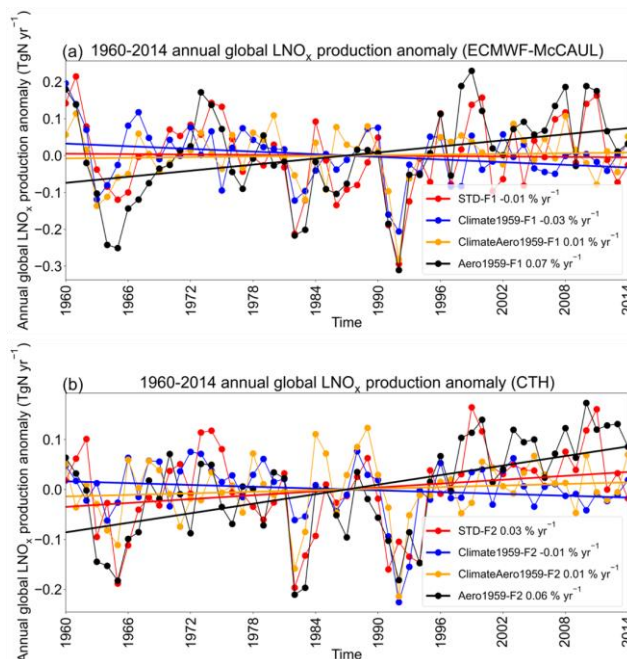 (a) 1960-2014 annual global LNOₓ production anomaly (ECMWF-McCAUL)
Annual global LNOₓ production anomaly (TgN yr⁻¹)
0.2
0.1
0.0
−0.1
−0.2
−0.3
STD-F1 -0.01 % yr⁻¹
Climate1959-F1 -0.03 % yr⁻¹
ClimateAero1959-F1 0.01 % yr⁻¹
Aero1959-F1 0.07 % yr⁻¹
1960 1966 1972 1978 1984 1990 1996 2002 2008 2014
Time
(b) 1960-2014 annual global LNOₓ production anomaly (CTH)
Annual global LNOₓ production anomaly (TgN yr⁻¹)
0.1
0.0
−0.1
−0.2
STD-F2 0.03 % yr⁻¹
Climate1959-F2 -0.01 % yr⁻¹
ClimateAero1959-F2 0.01 % yr⁻¹
Aero1959-F2 0.06 % yr⁻¹
1960 1966 1972 1978 1984 1990 1996 2002 2008 2014
Time